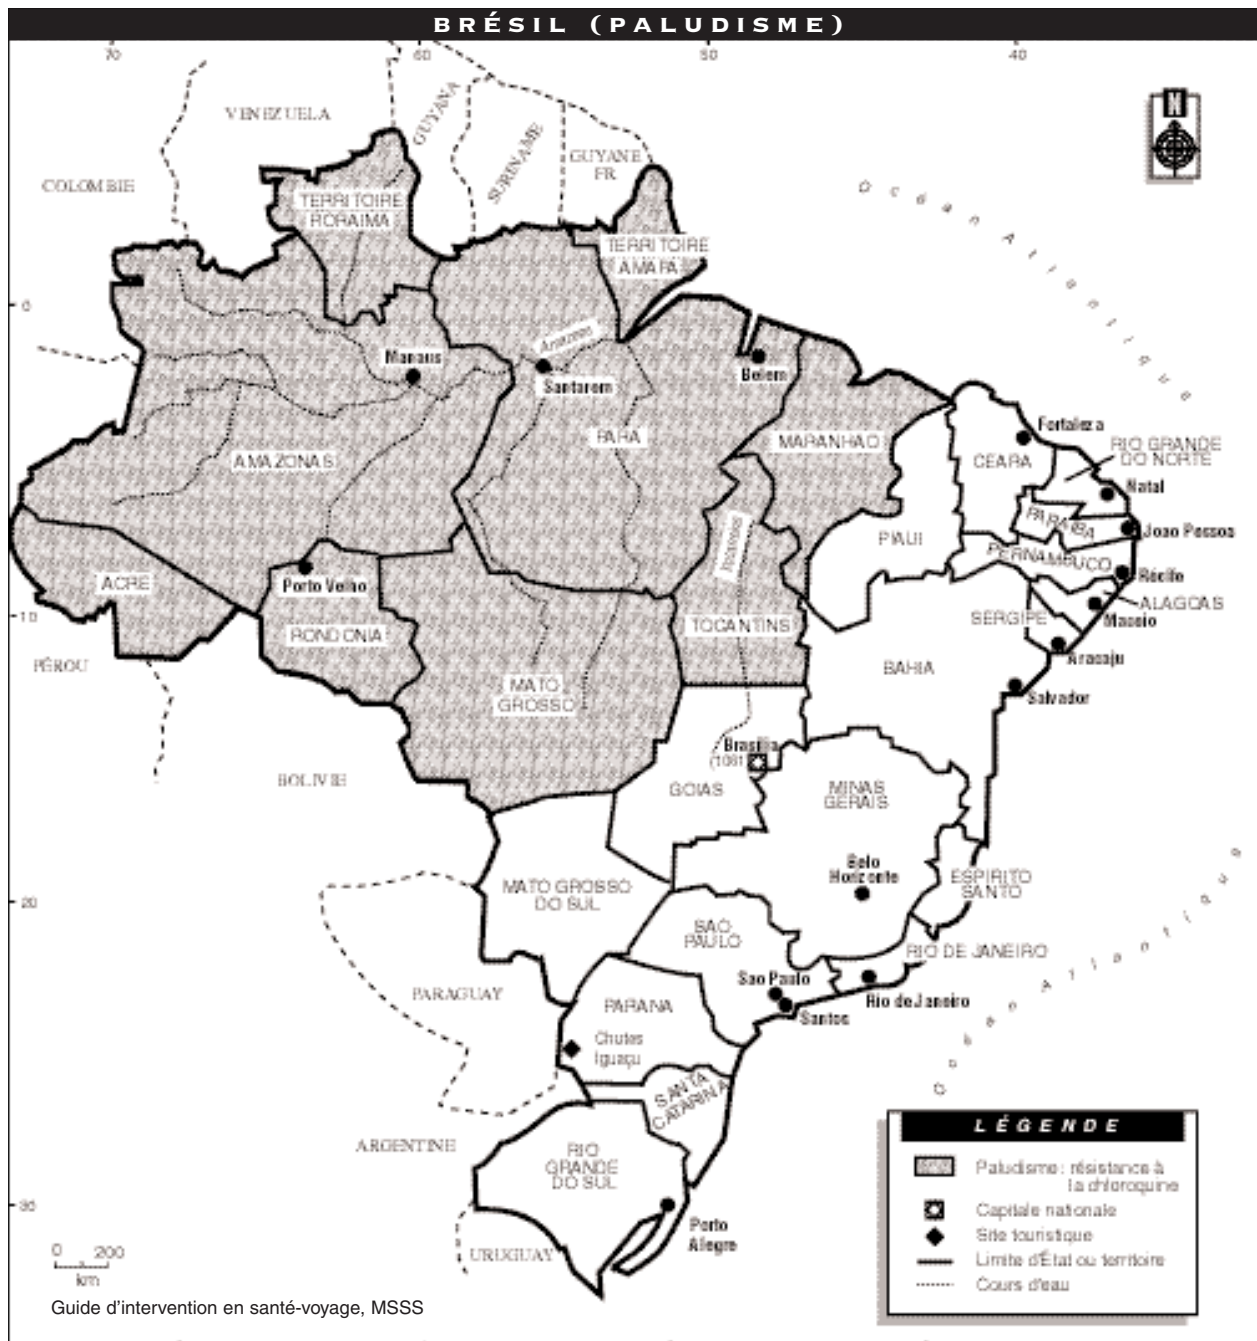 BRÉSIL (PALUDISME)
70
60
50
40
VENEZUELA
GUYANA
SURINAME
GUYANE
FR.
COLOMBIE
N
Océan Atlantique
TERRITOIRE
RORAIMA
TERRITOIRE
AMAPA
0
Manaus
Amazone
Santarem
Belem
AMAZONAS
PARA
MARANHAO
Fortaleza
CEARA
RIO GRANDE
DO NORTE
Natal
PARAIBA
Joao Pessoa
PIAUI
PERNAMBUCO
Récife
ALAGOAS
Maceio
SERGIPE
Aracaju
ACRE
Porto Velho
RONDONIA
10
TOCANTINS
PÉROU
BAHIA
Salvador
MATO
GROSSO
Brasilia
BOLIVIE
GOIAS
MINAS
GERAIS
Belo
Horizonte
ESPIRITO
SANTO
MATO GROSSO
DO SUL
20
SAO
PAULO
RIO DE JANEIRO
Sao Paulo
Rio de Janeiro
Santos
Océan Atlantique
PARAGUAY
PARANA
Chutes
Iguaçu
SANTA
CATARINA
ARGENTINE
RIO
GRANDE
DO SUL
30
Porto
Alegre
URUGUAY
LÉGENDE
Paludisme : résistance à
la chloroquine
Capitale nationale
Site touristique
Limite d'État ou territoire
Cours d'eau
0 200
km
Guide d'intervention en santé-voyage, MSSS